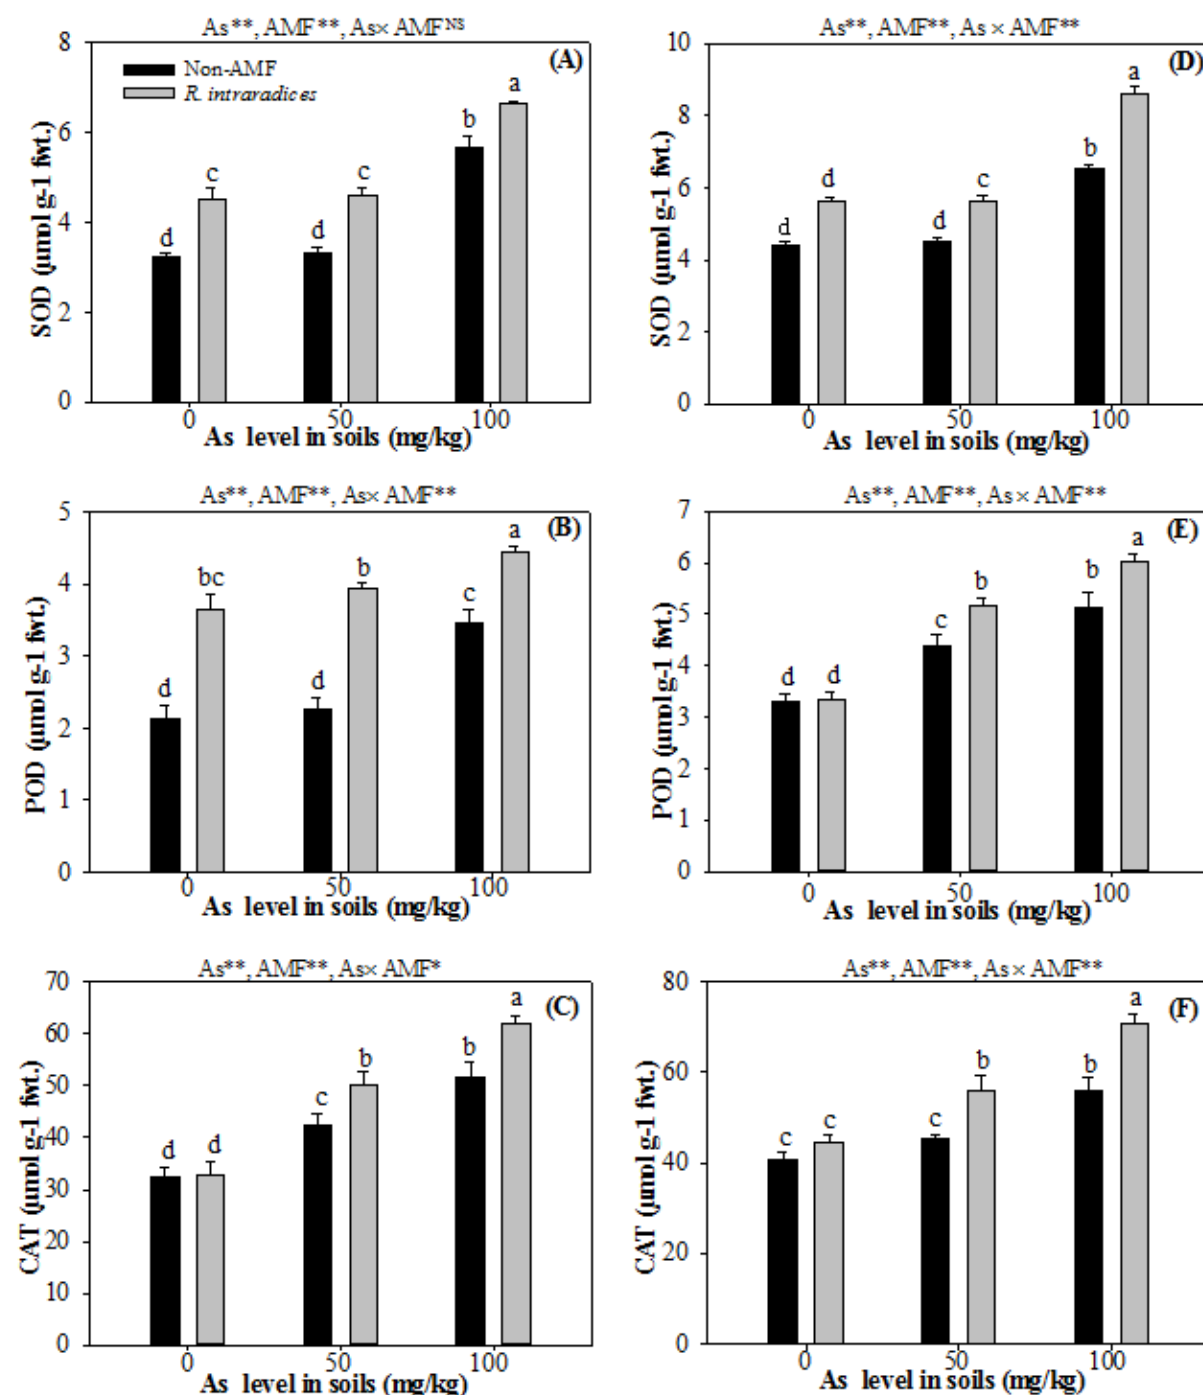 As**, AMF**, As× AMF^NS
(A)
Non-AMF
R. intraradices
8
6
4
2
0
SOD (µmol g-1 fwt.)
d
c
d
c
b
a
0
50
100
As level in soils (mg/kg)
As**, AMF**, As × AMF**
(D)
10
8
6
4
2
0
SOD (µmol g-1 fwt.)
d
d
d
c
b
a
0
50
100
As level in soils (mg/kg)
As**, AMF**, As× AMF**
(B)
5
4
3
2
1
0
POD (µmol g-1 fwt.)
d
bc
d
b
c
a
0
50
100
As level in soils (mg/kg)
As**, AMF**, As × AMF**
(E)
7
6
5
4
3
2
1
0
POD (µmol g-1 fwt.)
d
d
c
b
b
a
0
50
100
As level in soils (mg/kg)
As**, AMF**, As× AMF*
(C)
70
60
50
40
30
20
10
0
CAT (µmol g-1 fwt.)
d
d
c
b
b
a
0
50
100
As level in soils (mg/kg)
As**, AMF**, As × AMF**
(F)
80
60
40
20
0
CAT (µmol g-1 fwt.)
c
c
c
b
b
a
0
50
100
As level in soils (mg/kg)